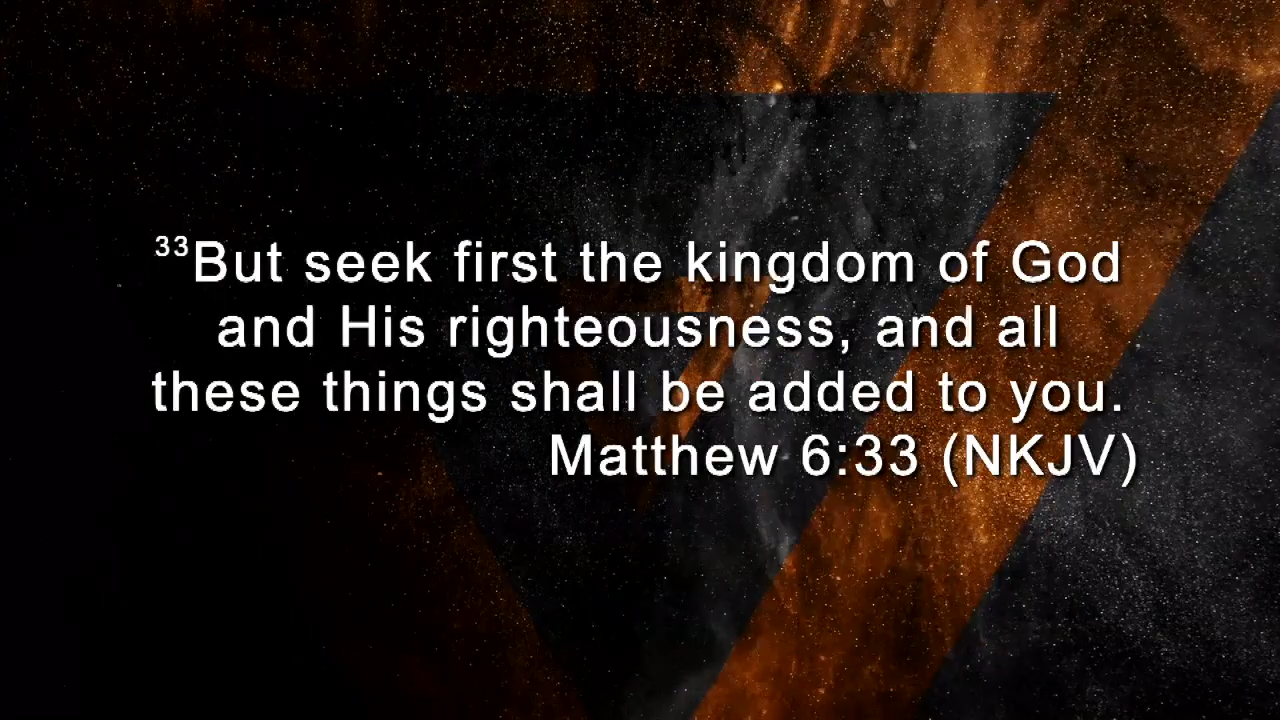 ³³But seek first the kingdom of God
and His righteousness, and all
these things shall be added to you.
Matthew 6:33 (NKJV)